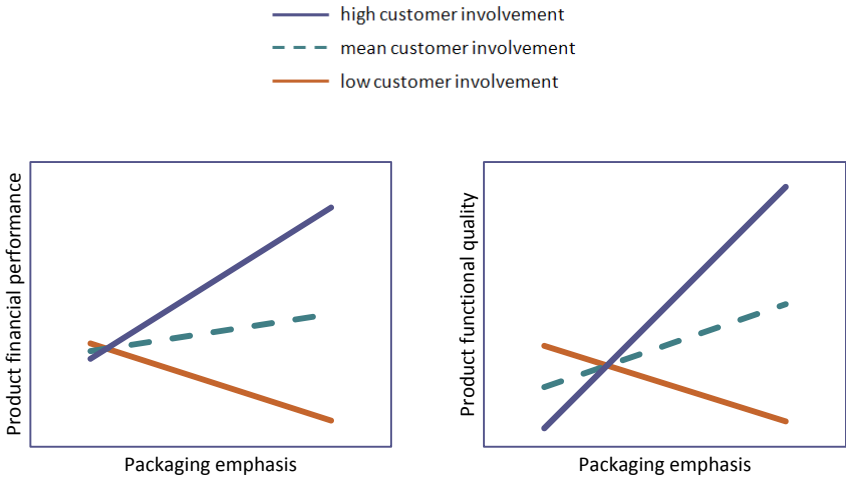 high customer involvement
mean customer involvement
low customer involvement
Product financial performance
Packaging emphasis
Product functional quality
Packaging emphasis